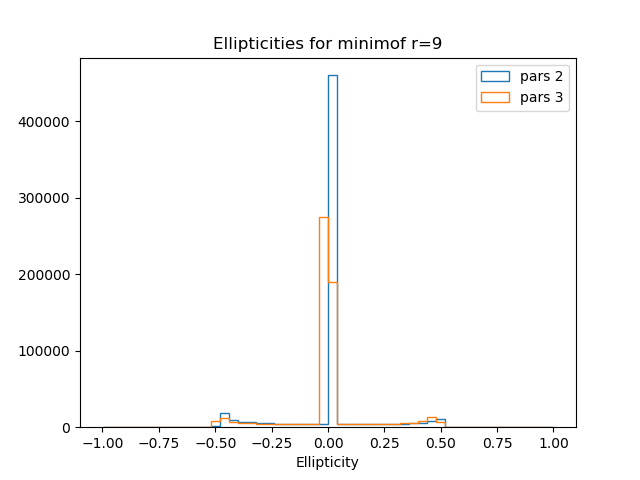 Ellipticities for minimof r=9
pars 2
pars 3
400000
300000
200000
100000
0
−1.00 −0.75 −0.50 −0.25 0.00 0.25 0.50 0.75 1.00
Ellipticity